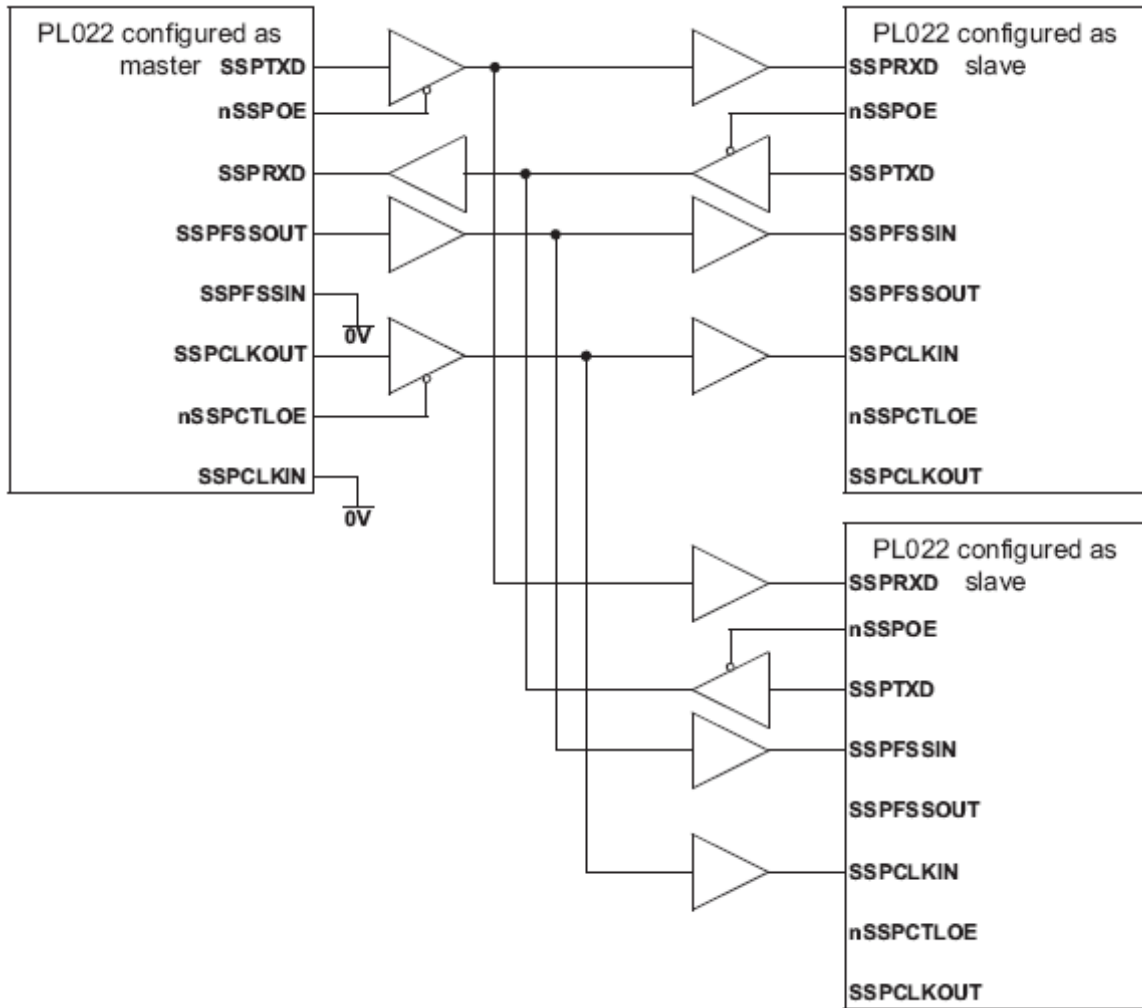 PL022 configured as
master SSPTXD
nSSPOE
SSPRXD
SSPFSSOUT
SSPFSSIN
0V
SSPCLKOUT
nSSPCTLOE
SSPCLKIN
0V
PL022 configured as
SSPRXD slave
nSSPOE
SSPTXD
SSPFSSIN
SSPFSSOUT
SSPCLKIN
nSSPCTLOE
SSPCLKOUT
PL022 configured as
SSPRXD slave
nSSPOE
SSPTXD
SSPFSSIN
SSPFSSOUT
SSPCLKIN
nSSPCTLOE
SSPCLKOUT